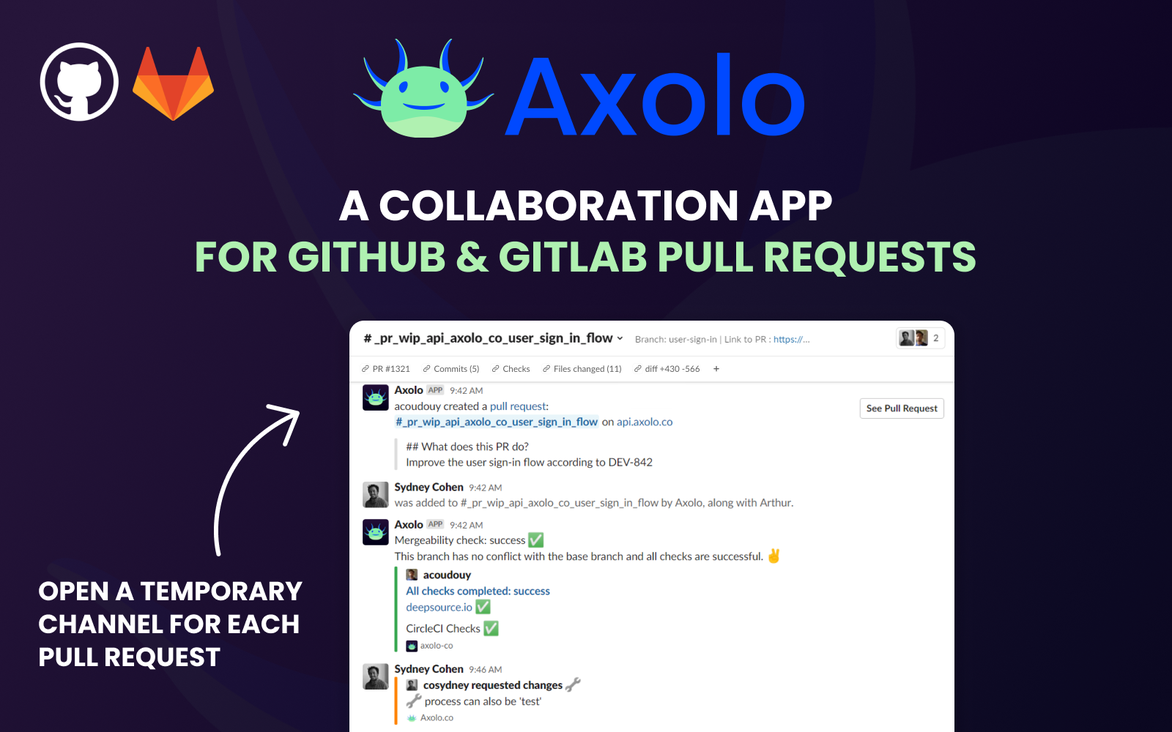 Axolo
A COLLABORATION APP
FOR GITHUB & GITLAB PULL REQUESTS
# _pr_wip_api_axolo_co_user_sign_in_flow Branch: user-sign-in | Link to PR : https://... 2
PR #1321 Commits (5) Checks Files changed (11) diff +430 -566 +
Axolo APP 9:42 AM
acoudouy created a pull request:
See Pull Request
#_pr_wip_api_axolo_co_user_sign_in_flow on api.axolo.co
## What does this PR do?
Improve the user sign-in flow according to DEV-842
Sydney Cohen 9:42 AM
was added to #_pr_wip_api_axolo_co_user_sign_in_flow by Axolo, along with Arthur.
Axolo APP 9:42 AM
Mergeability check: success ✅
This branch has no conflict with the base branch and all checks are successful. ✌️
acoudouy
All checks completed: success
deepsource.io ✅
CircleCI Checks ✅
axolo-co
Sydney Cohen 9:46 AM
cosydney requested changes 🔧
🔧 process can also be 'test'
Axolo.co
OPEN A TEMPORARY
CHANNEL FOR EACH
PULL REQUEST